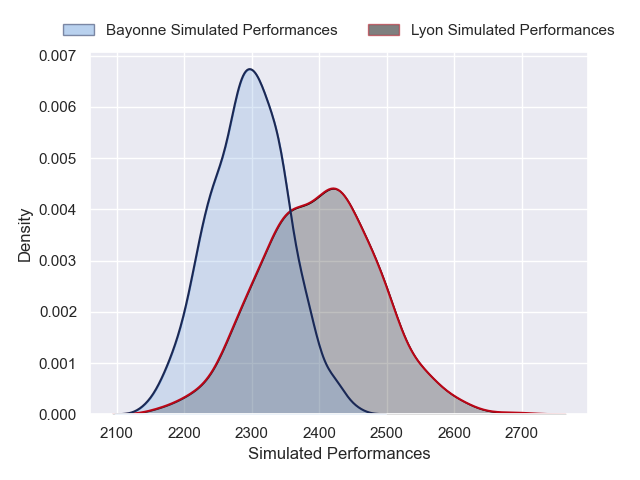 Bayonne Simulated Performances
Lyon Simulated Performances
0.007
0.006
0.005
0.004
0.003
0.002
0.001
0.000
Density
2100 2200 2300 2400 2500 2600 2700
Simulated Performances